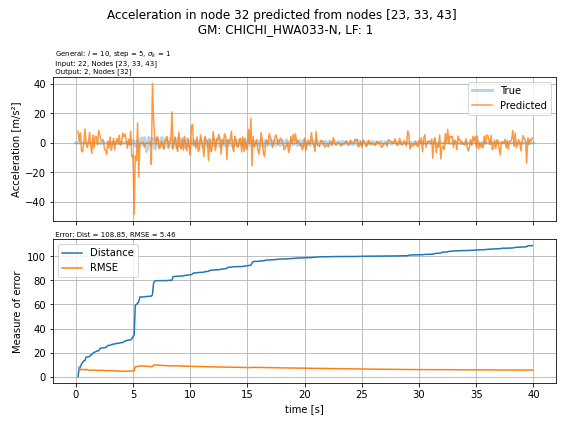 Acceleration in node 32 predicted from nodes [23, 33, 43]
GM: CHICHI_HWA033-N, LF: 1
General: l = 10, step = 5, σε = 1
Input: 22, Nodes [23, 33, 43]
Output: 2, Nodes [32]
Acceleration [m/s²]
40
20
0
−20
−40
True
Predicted
Error: Dist = 108.85, RMSE = 5.46
Measure of error
100
80
60
40
20
0
Distance
RMSE
0 5 10 15 20 25 30 35 40
time [s]